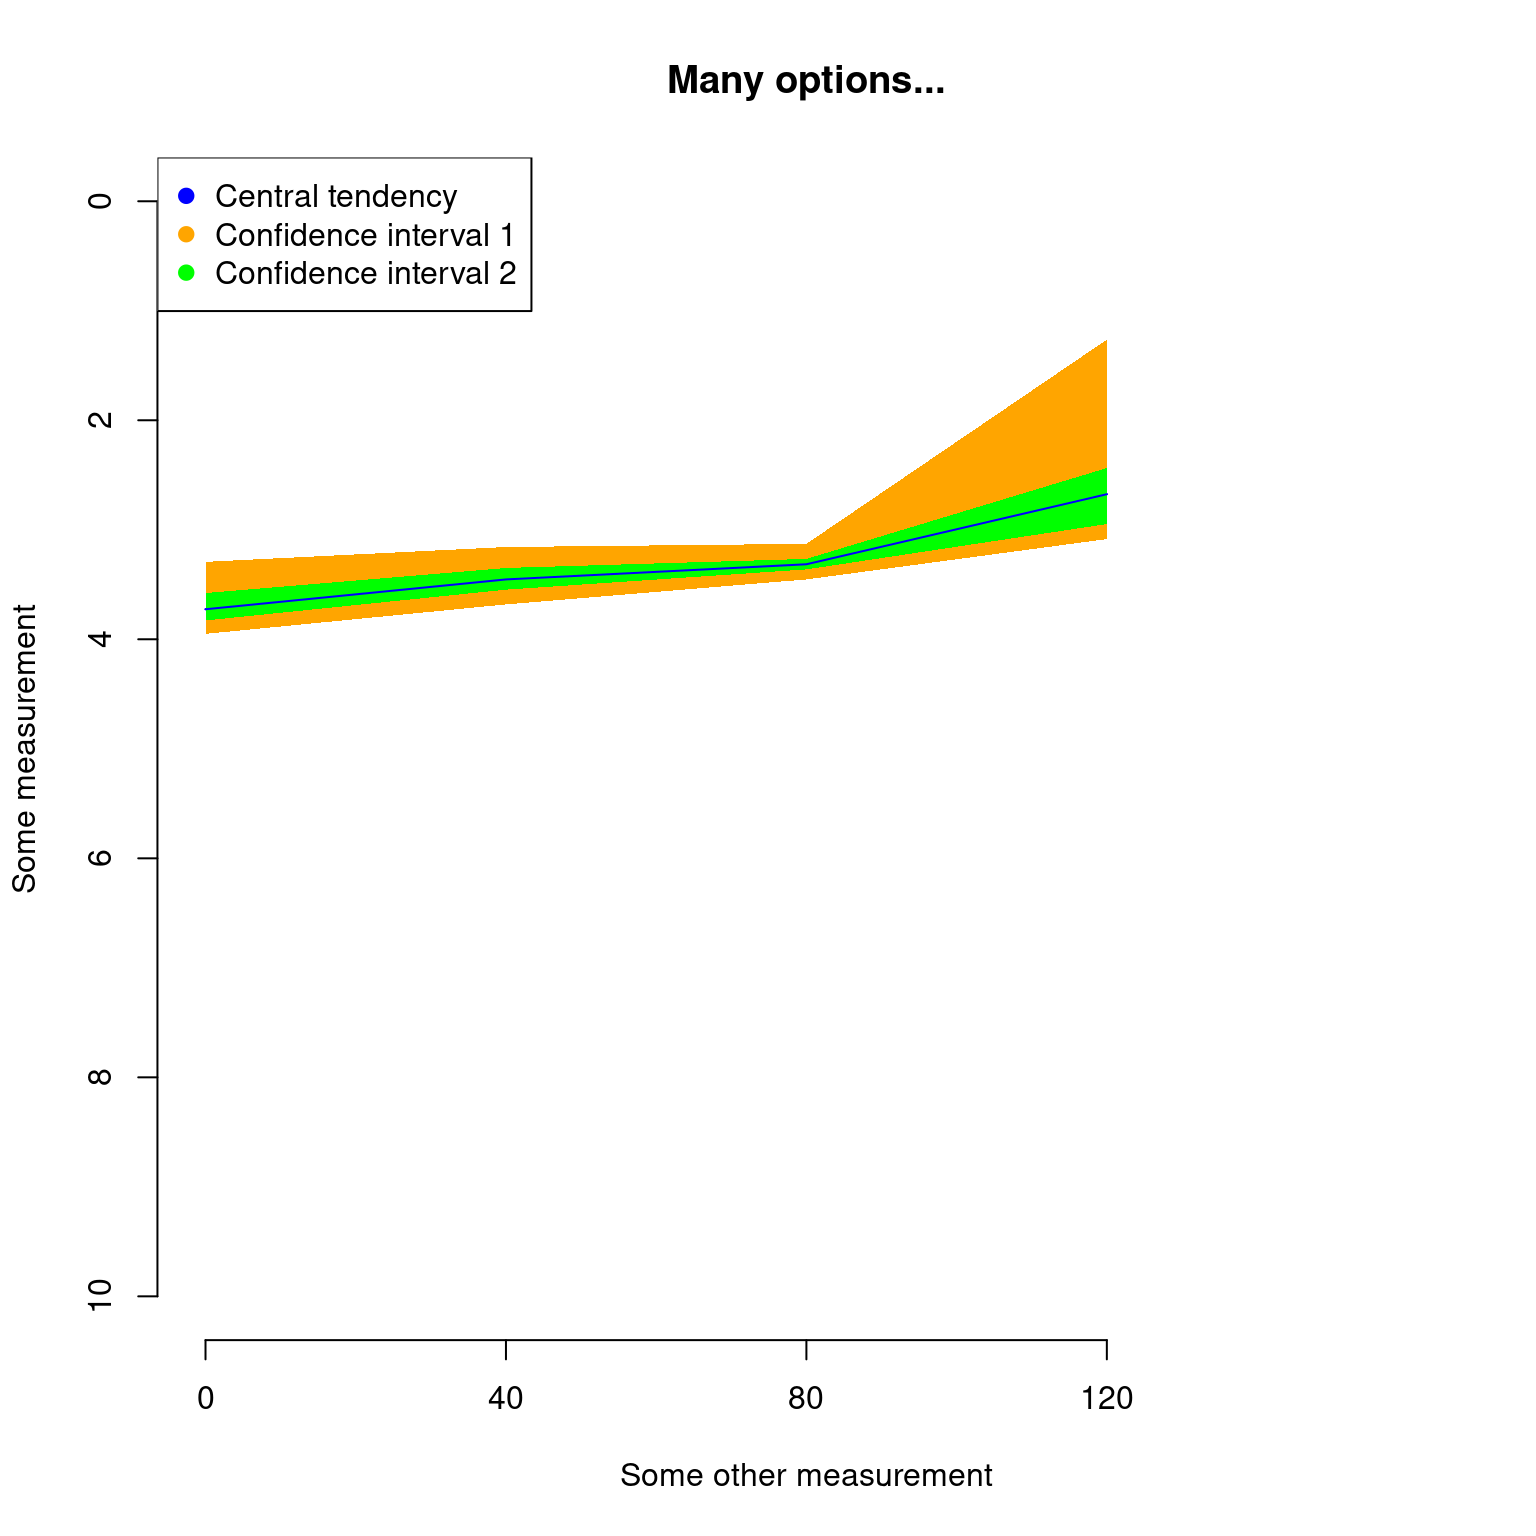 Many options...
Central tendency
Confidence interval 1
Confidence interval 2
Some measurement
0
2
4
6
8
10
0 40 80 120
Some other measurement